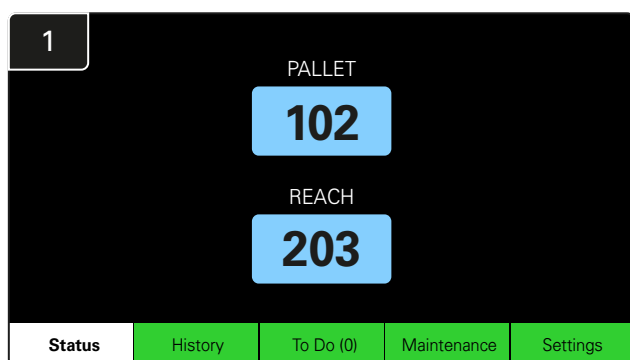 1
PALLET
102
REACH
203
Status History To Do (0) Maintenance Settings